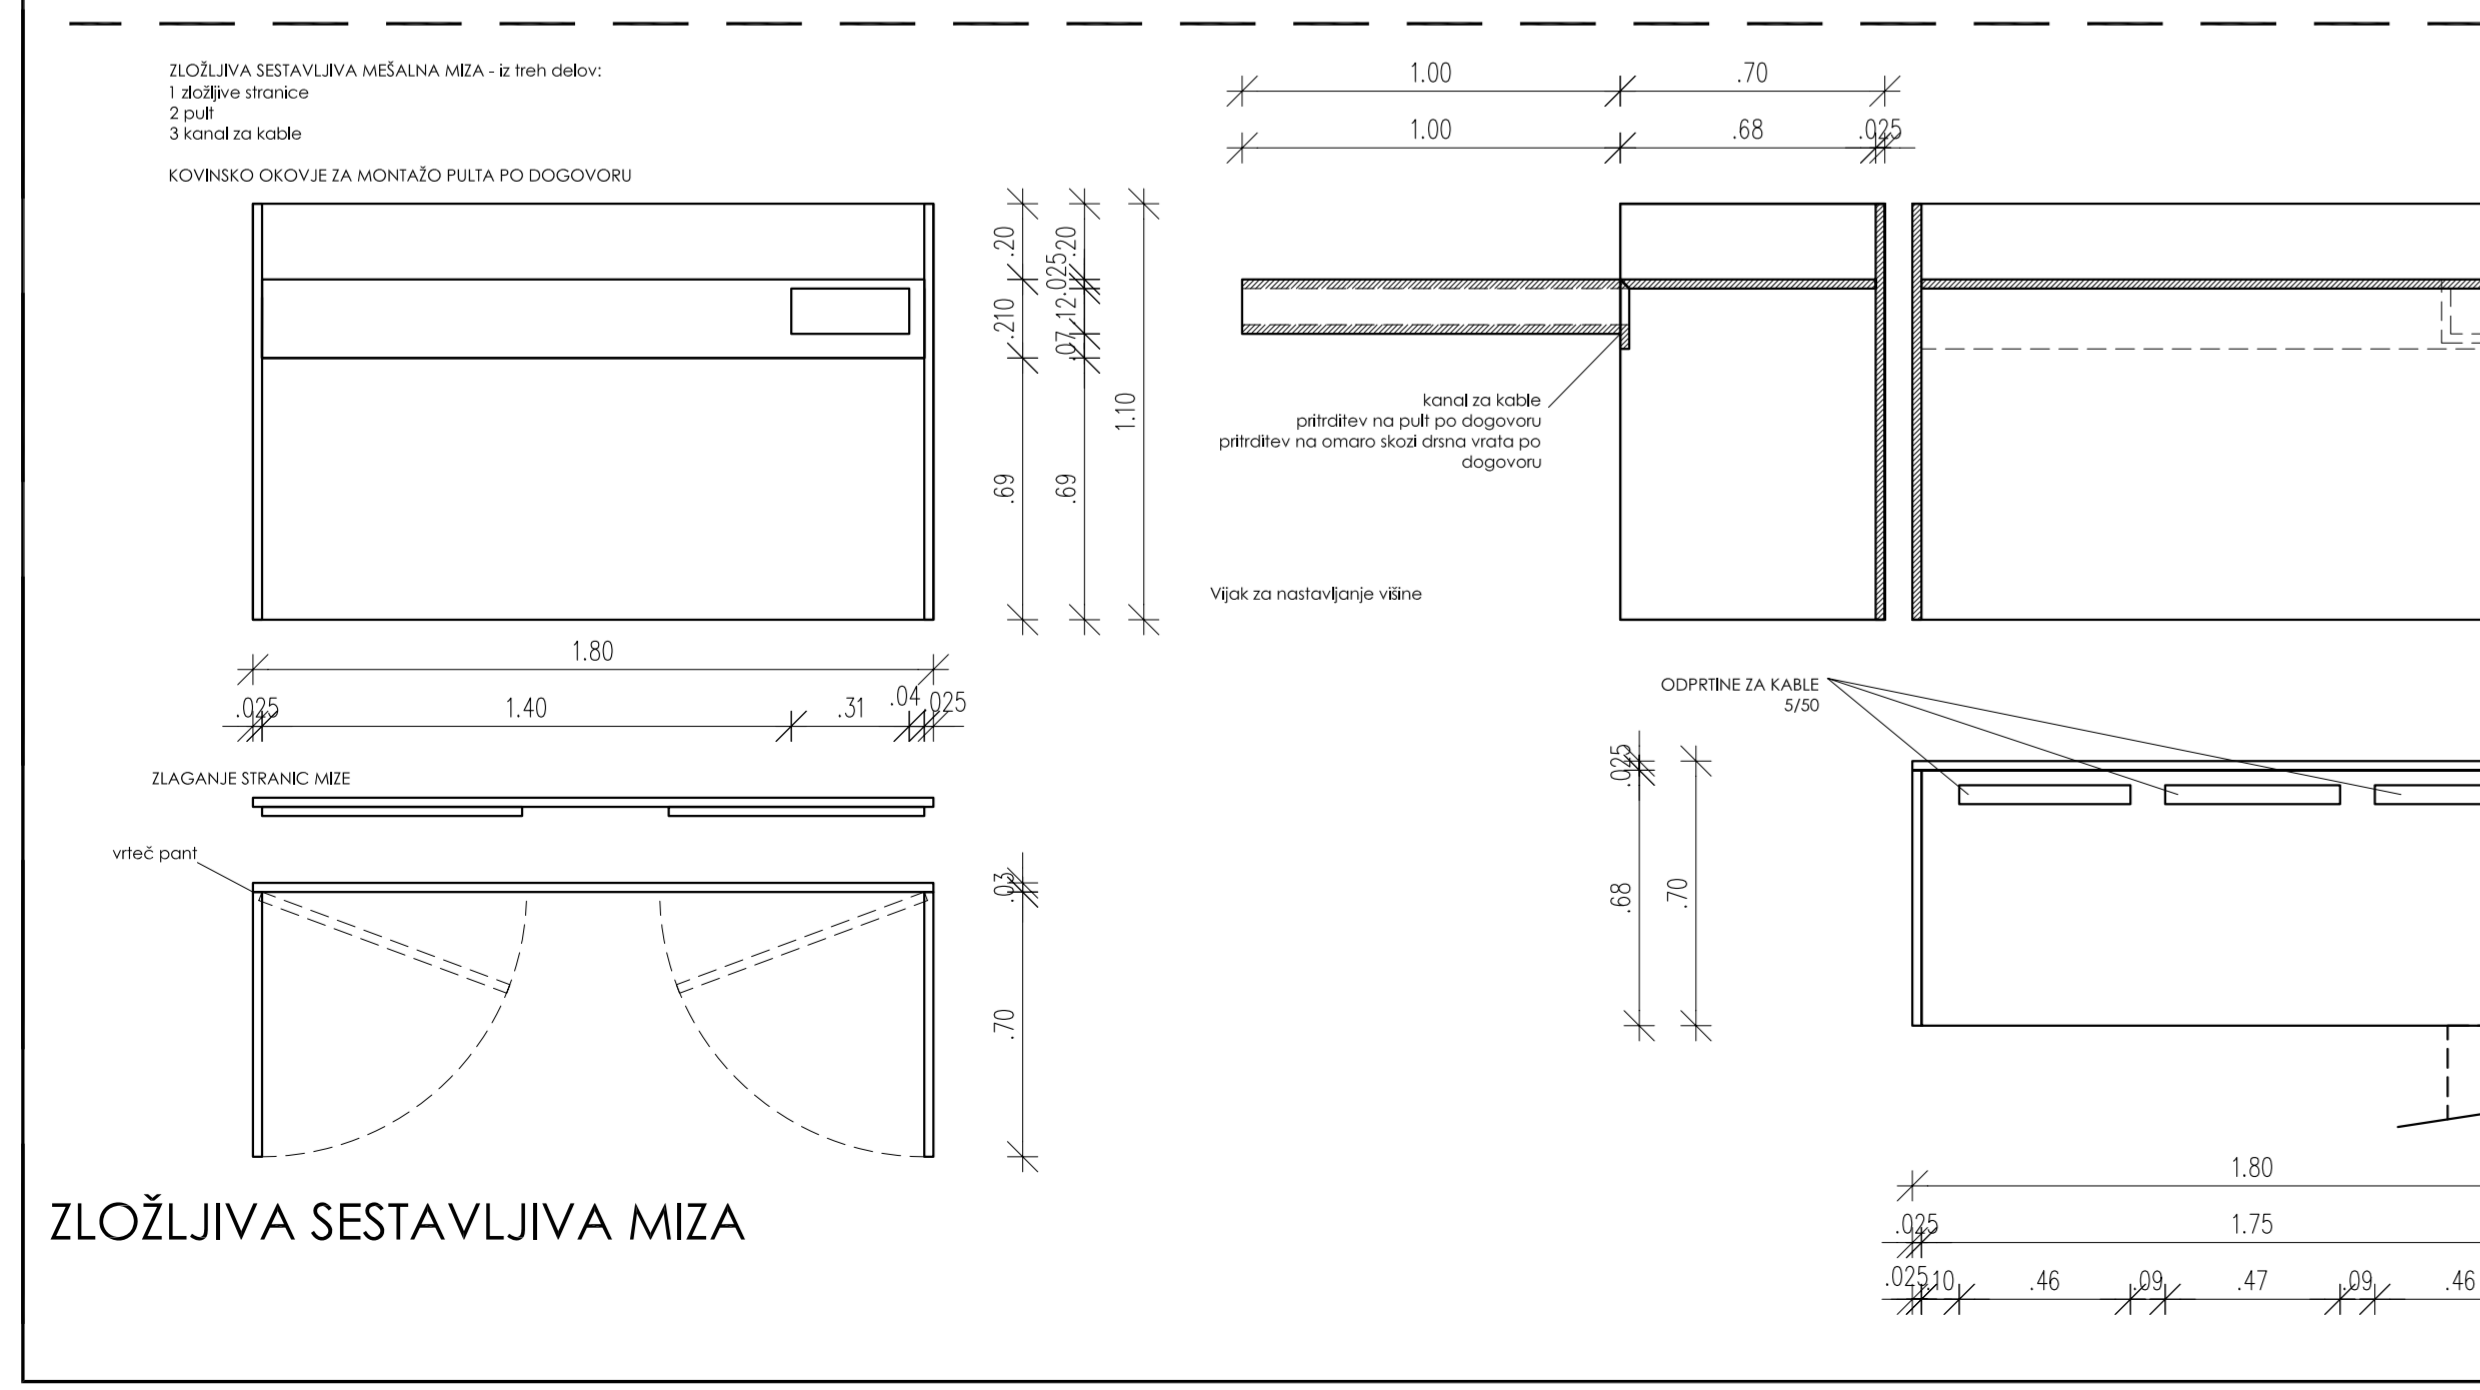 ZLOŽLJIVA SESTAVLJIVA MEŠALNA MIZA - iz treh delov:
1 zložljive stranice
2 pult
3 kanal za kable
KOVINSKO OKOVJE ZA MONTAŽO PULTA PO DOGOVORU
.20
.210
.69
.20
.025
.12
.07
.69
1.10
1.80
.025
1.40
.31
.04
.025
ZLAGANJE STRANIC MIZE
vrteč pant
.03
.70
ZLOŽLJIVA SESTAVLJIVA MIZA
1.00
.70
1.00
.68
.025
kanal za kable
pritrditev na pult po dogovoru
pritrditev na omaro skozi drsna vrata po
dogovoru
Vijak za nastavljanje višine
ODPRTINE ZA KABLE
5/50
.025
.68
.70
1.80
.025
1.75
.025
.10
.46
.09
.47
.09
.46